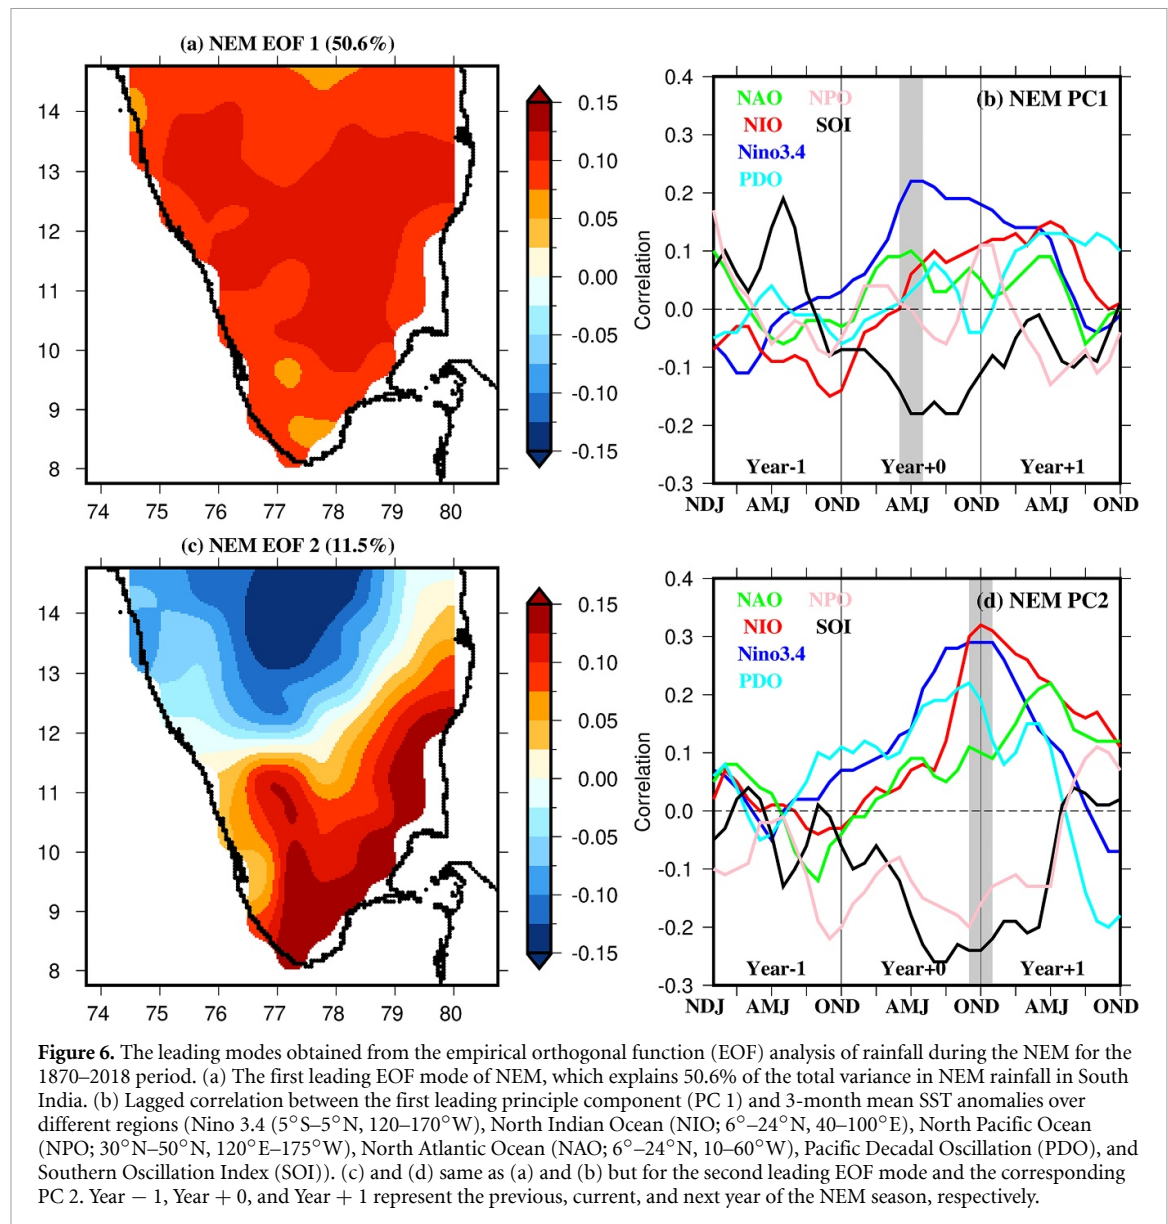 (a) NEM EOF 1 (50.6%)
14
13
12
11
10
9
8
74 75 76 77 78 79 80
0.15
0.10
0.05
0.00
-0.05
-0.10
-0.15
(b) NEM PC1
NAO NPO
NIO SOI
Nino3.4
PDO
Correlation
0.4
0.3
0.2
0.1
0.0
-0.1
-0.2
-0.3
Year-1 Year+0 Year+1
NDJ AMJ OND AMJ OND AMJ OND
(c) NEM EOF 2 (11.5%)
14
13
12
11
10
9
8
74 75 76 77 78 79 80
0.15
0.10
0.05
0.00
-0.05
-0.10
-0.15
(d) NEM PC2
NAO NPO
NIO SOI
Nino3.4
PDO
Correlation
0.4
0.3
0.2
0.1
0.0
-0.1
-0.2
-0.3
Year-1 Year+0 Year+1
NDJ AMJ OND AMJ OND AMJ OND
Figure 6. The leading modes obtained from the empirical orthogonal function (EOF) analysis of rainfall during the NEM for the
1870–2018 period. (a) The first leading EOF mode of NEM, which explains 50.6% of the total variance in NEM rainfall in South
India. (b) Lagged correlation between the first leading principle component (PC 1) and 3-month mean SST anomalies over
different regions (Nino 3.4 (5°S–5°N, 120–170°W), North Indian Ocean (NIO; 6°–24°N, 40–100°E), North Pacific Ocean
(NPO; 30°N–50°N, 120°E–175°W), North Atlantic Ocean (NAO; 6°–24°N, 10–60°W), Pacific Decadal Oscillation (PDO), and
Southern Oscillation Index (SOI)). (c) and (d) same as (a) and (b) but for the second leading EOF mode and the corresponding
PC 2. Year − 1, Year + 0, and Year + 1 represent the previous, current, and next year of the NEM season, respectively.